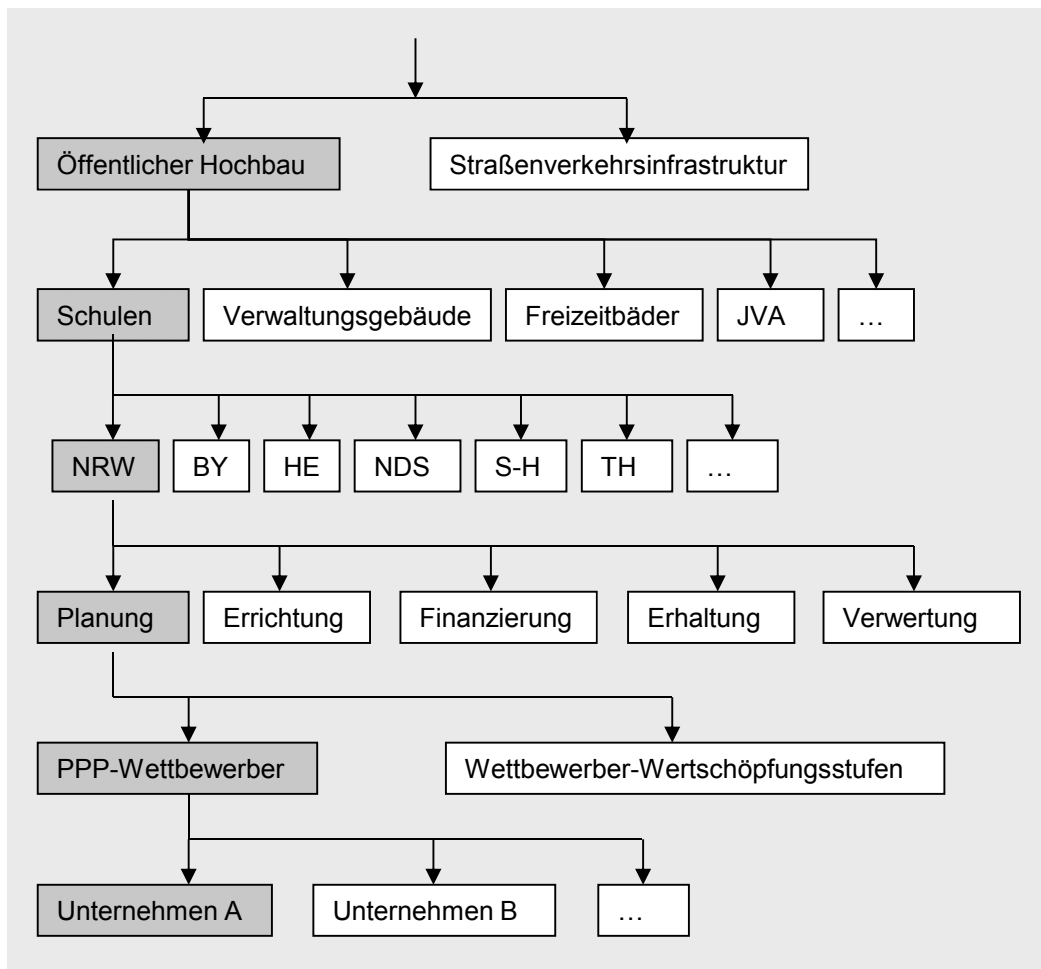 Öffentlicher Hochbau Straßenverkehrsinfrastruktur
Schulen Verwaltungsgebäude Freizeitbäder JVA …
NRW BY HE NDS S-H TH …
Planung Errichtung Finanzierung Erhaltung Verwertung
PPP-Wettbewerber Wettbewerber-Wertschöpfungsstufen
Unternehmen A Unternehmen B …